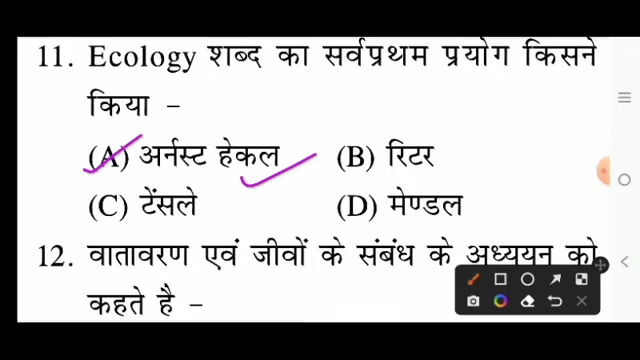 11. Ecology शब्द का सर्वप्रथम प्रयोग किसने
किया –
(A) अर्नस्ट हेकल (B) रिटर
(C) टेंसले (D) मेण्डल
12. वातावरण एवं जीवों के संबंध के अध्ययन को
कहते है –